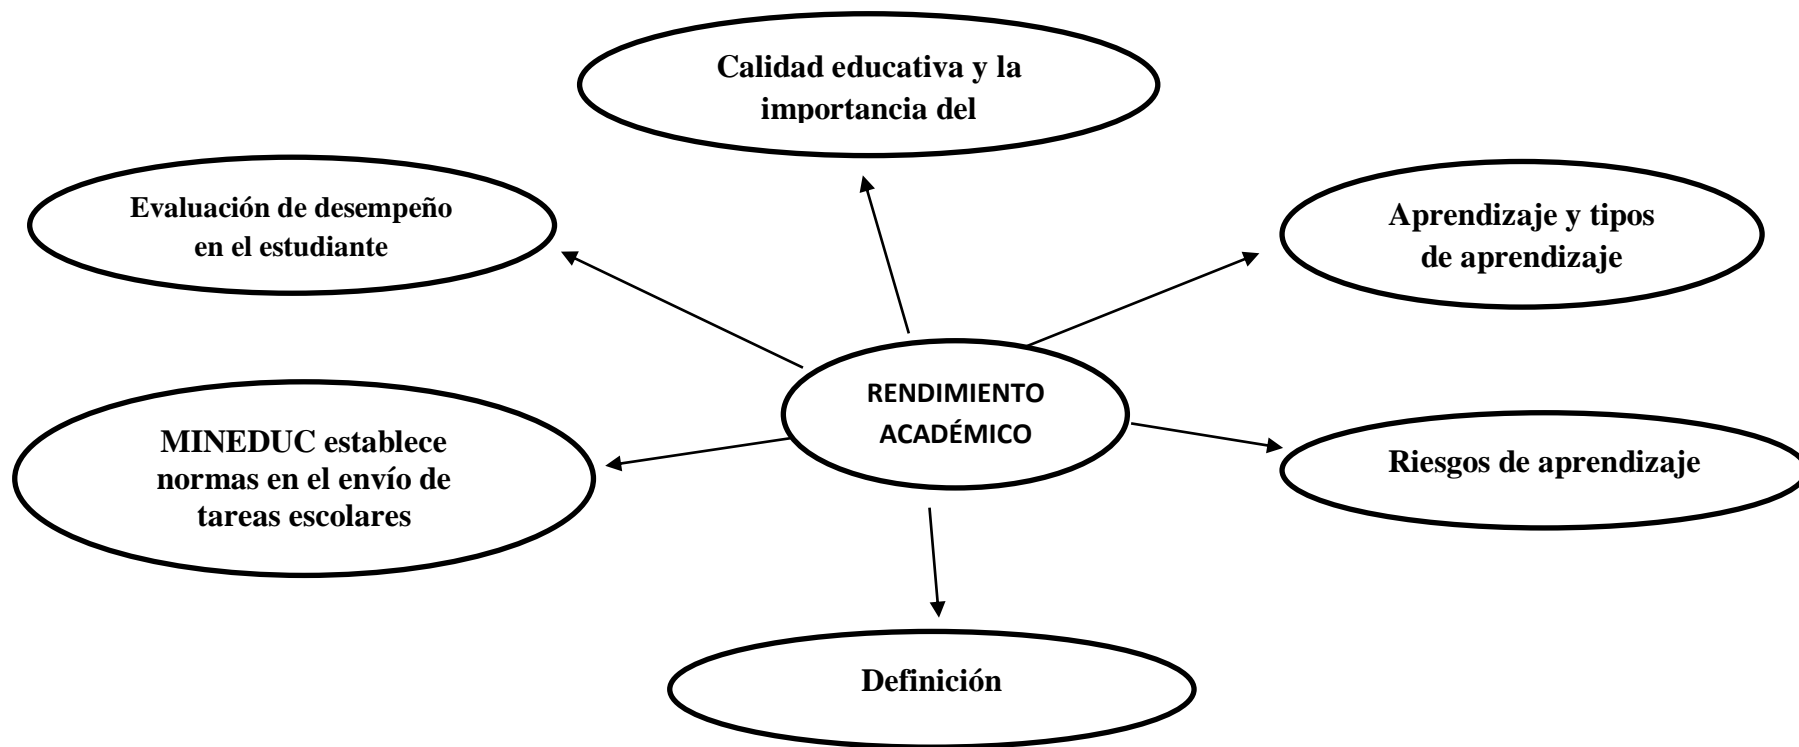 Calidad educativa y la
importancia del
Evaluación de desempeño
en el estudiante
Aprendizaje y tipos
de aprendizaje
RENDIMIENTO
ACADÉMICO
MINEDUC establece
normas en el envío de
tareas escolares
Riesgos de aprendizaje
Definición